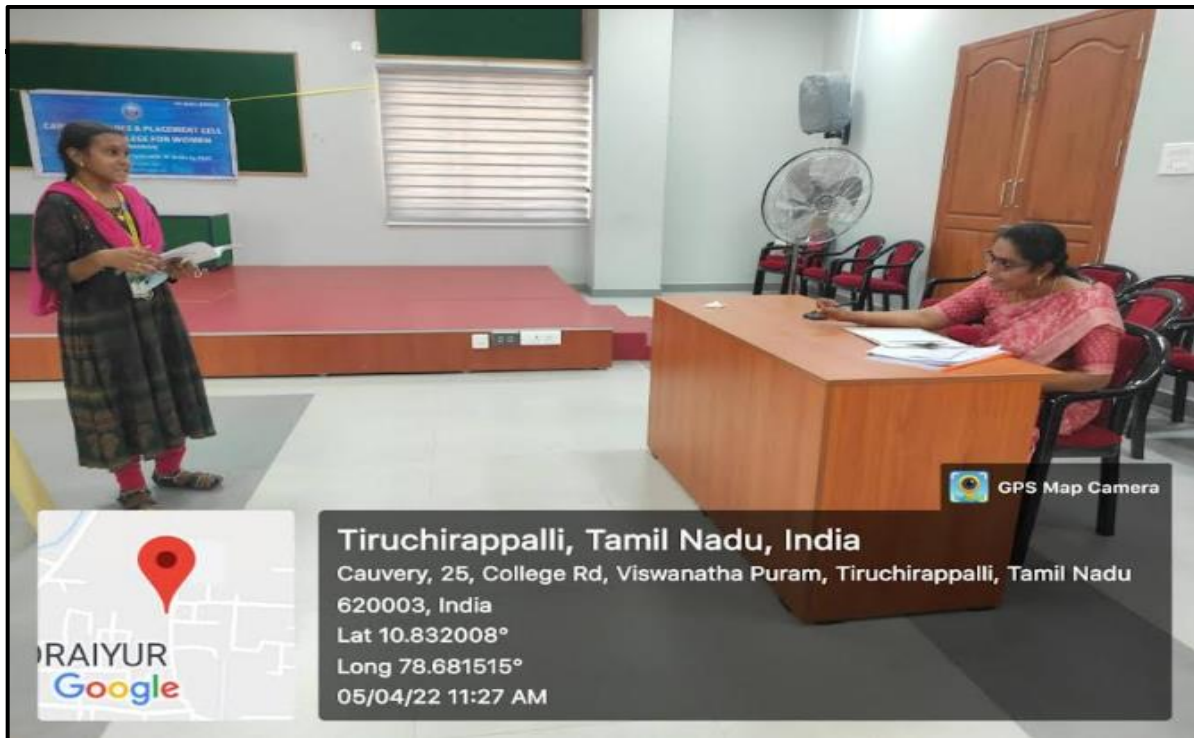 & PLACEMENT CELL
COLLEGE FOR WOMEN
GPS Map Camera
Tiruchirappalli, Tamil Nadu, India
Cauvery, 25, College Rd, Viswanatha Puram, Tiruchirappalli, Tamil Nadu
620003, India
Lat 10.832008°
Long 78.681515°
05/04/22 11:27 AM
ORAIYUR
Google